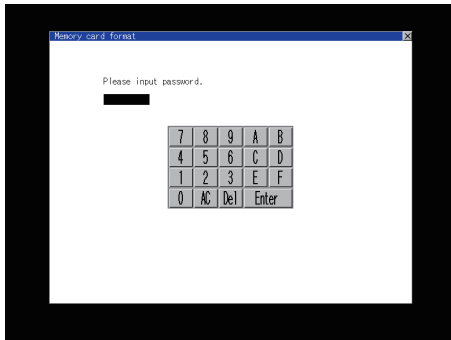 Memory card format
Please input password.
7 8 9 A B
4 5 6 C D
1 2 3 E F
0 AC Del Enter